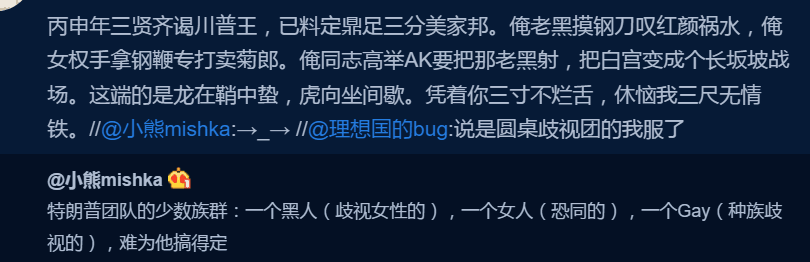 丙申年三贤齐谒川普王，已料定鼎足三分美家邦。俺老黑摸钢刀叹红颜祸水，俺
女权手拿钢鞭专打卖菊郎。俺同志高举AK要把那老黑射，把白宫变成个长坂坡战
场。这端的是龙在鞘中蛰，虎向坐间歇。凭着你三寸不烂舌，休恼我三尺无情
铁。//@小熊mishka:→_→ //@理想国的bug:说是圆桌歧视团的我服了
@小熊mishka
特朗普团队的少数族群：一个黑人（歧视女性的），一个女人（恐同的），一个Gay（种族歧
视的），难为他搞得定